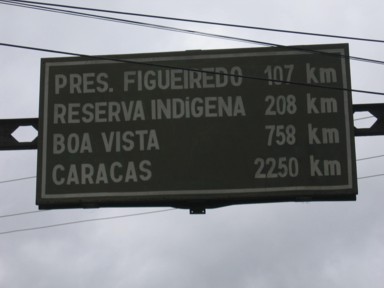 PRES. FIGUEIREDO 107 km
RESERVA INDÍGENA 208 km
BOA VISTA 758 km
CARACAS 2250 km